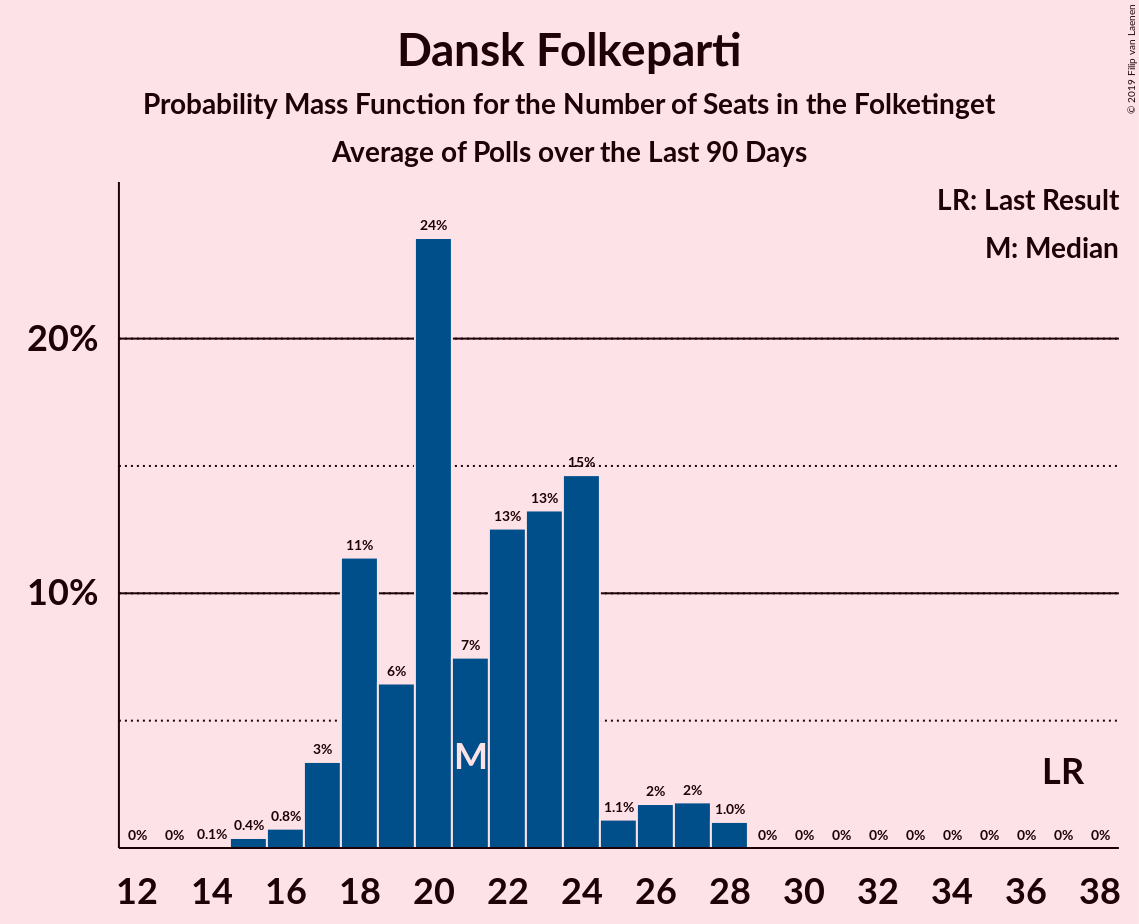 Dansk Folkeparti
Probability Mass Function for the Number of Seats in the Folketinget
Average of Polls over the Last 90 Days
© 2019 Filip van Laenen
LR: Last Result
M: Median
20%
10%
0% 0% 0.1% 0.4% 0.8% 3% 11% 6% 24% 7% 13% 13% 15% 1.1% 2% 2% 1.0% 0% 0% 0% 0% 0% 0% 0% 0% 0% 0%
M
LR
12 14 16 18 20 22 24 26 28 30 32 34 36 38